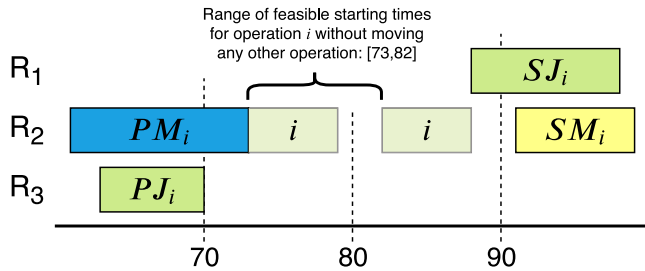 Range of feasible starting times
for operation i without moving
any other operation: [73,82]
R₁
SJᵢ
R₂
PMᵢ
i
i
SMᵢ
R₃
PJᵢ
70
80
90